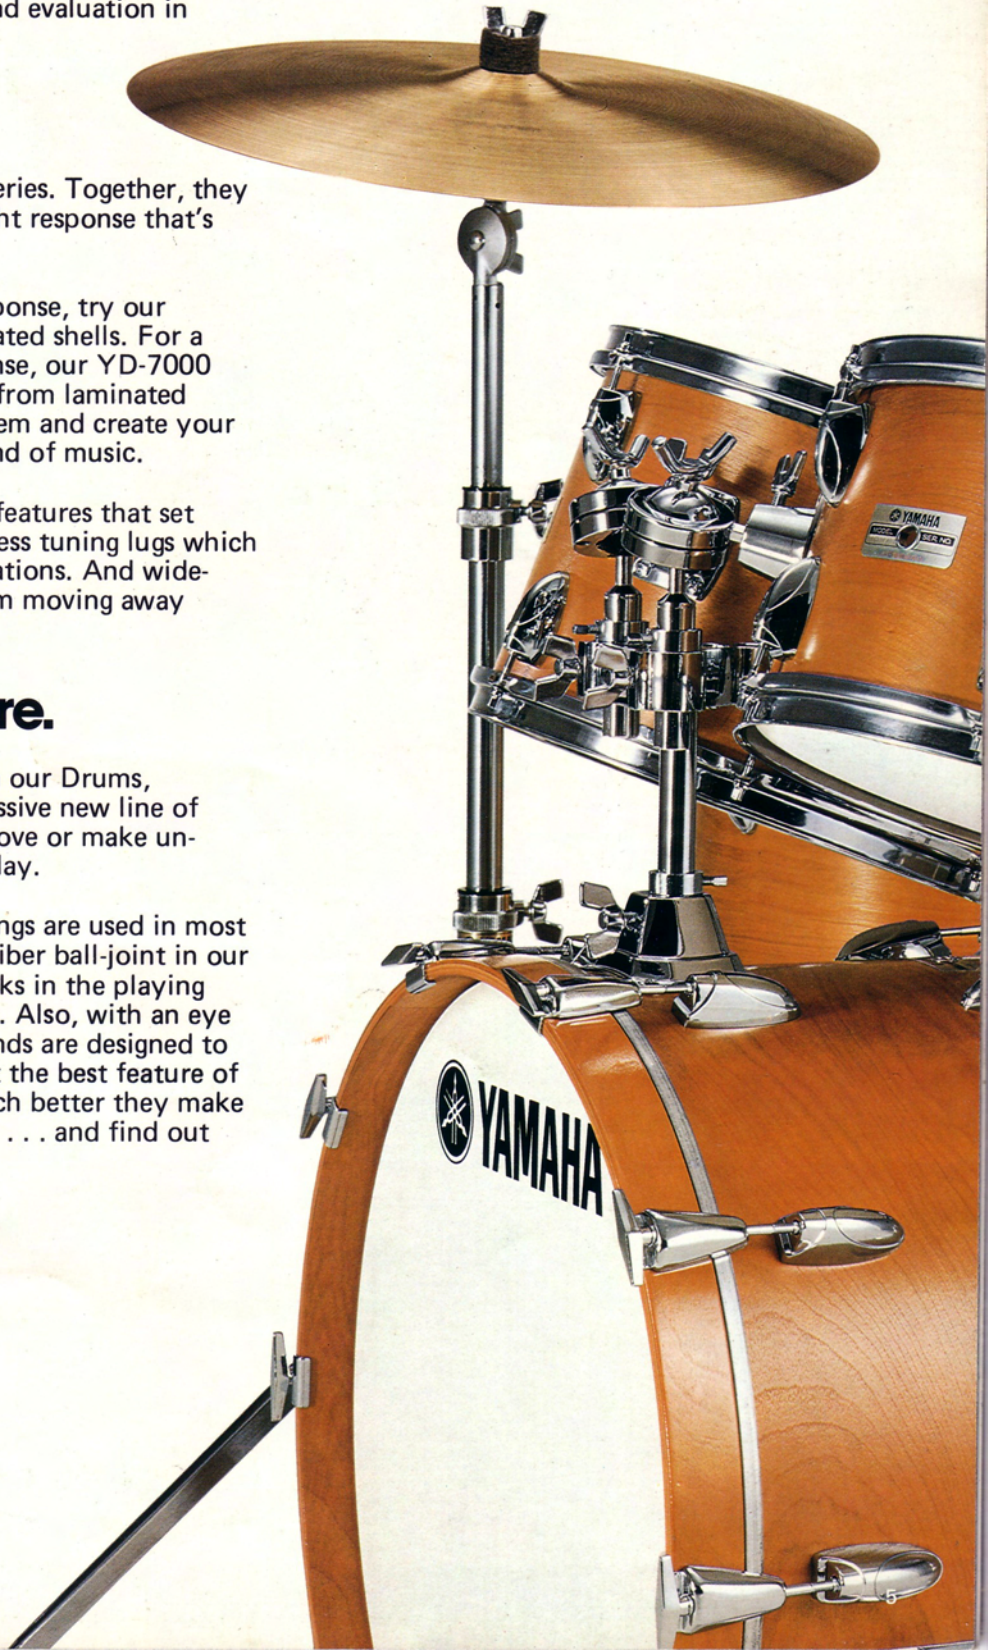 nd evaluation in
eries. Together, they
nt response that's
ponse, try our
ated shells. For a
nse, our YD-7000
from laminated
em and create your
nd of music.
features that set
ess tuning lugs which
ations. And wide-
m moving away
re.
our Drums,
ssive new line of
ove or make un-
lay.
ngs are used in most
iber ball-joint in our
ks in the playing
. Also, with an eye
nds are designed to
t the best feature of
ch better they make
. . . and find out
YAMAHA
MODEL SER. NO.
YAMAHA
5